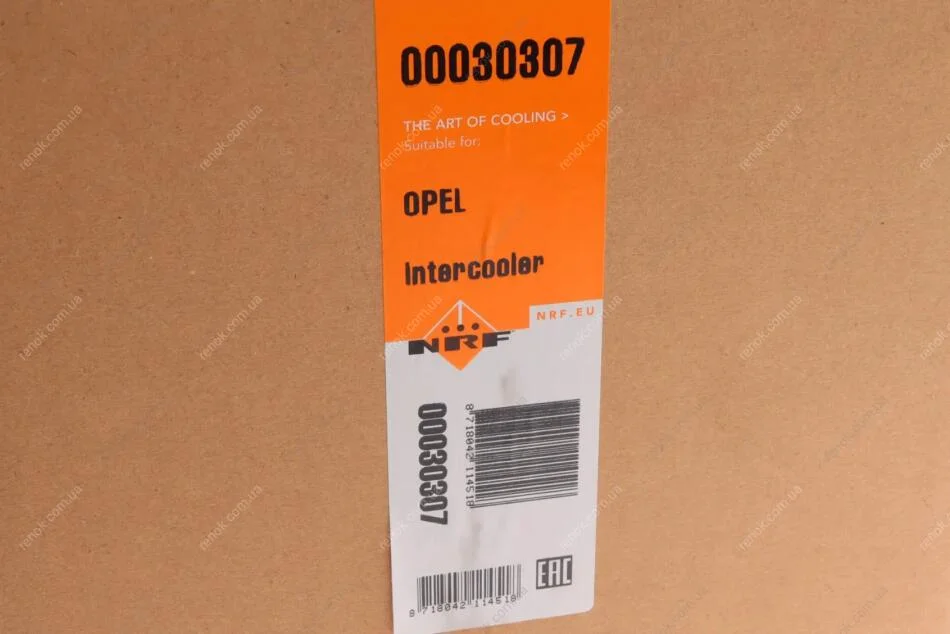 00030307
THE ART OF COOLING >
Suitable for:
OPEL
Intercooler
NRF.EU
NRF
00030307
8 718042 114518
8 718042 114518
EAC
renok.com.ua